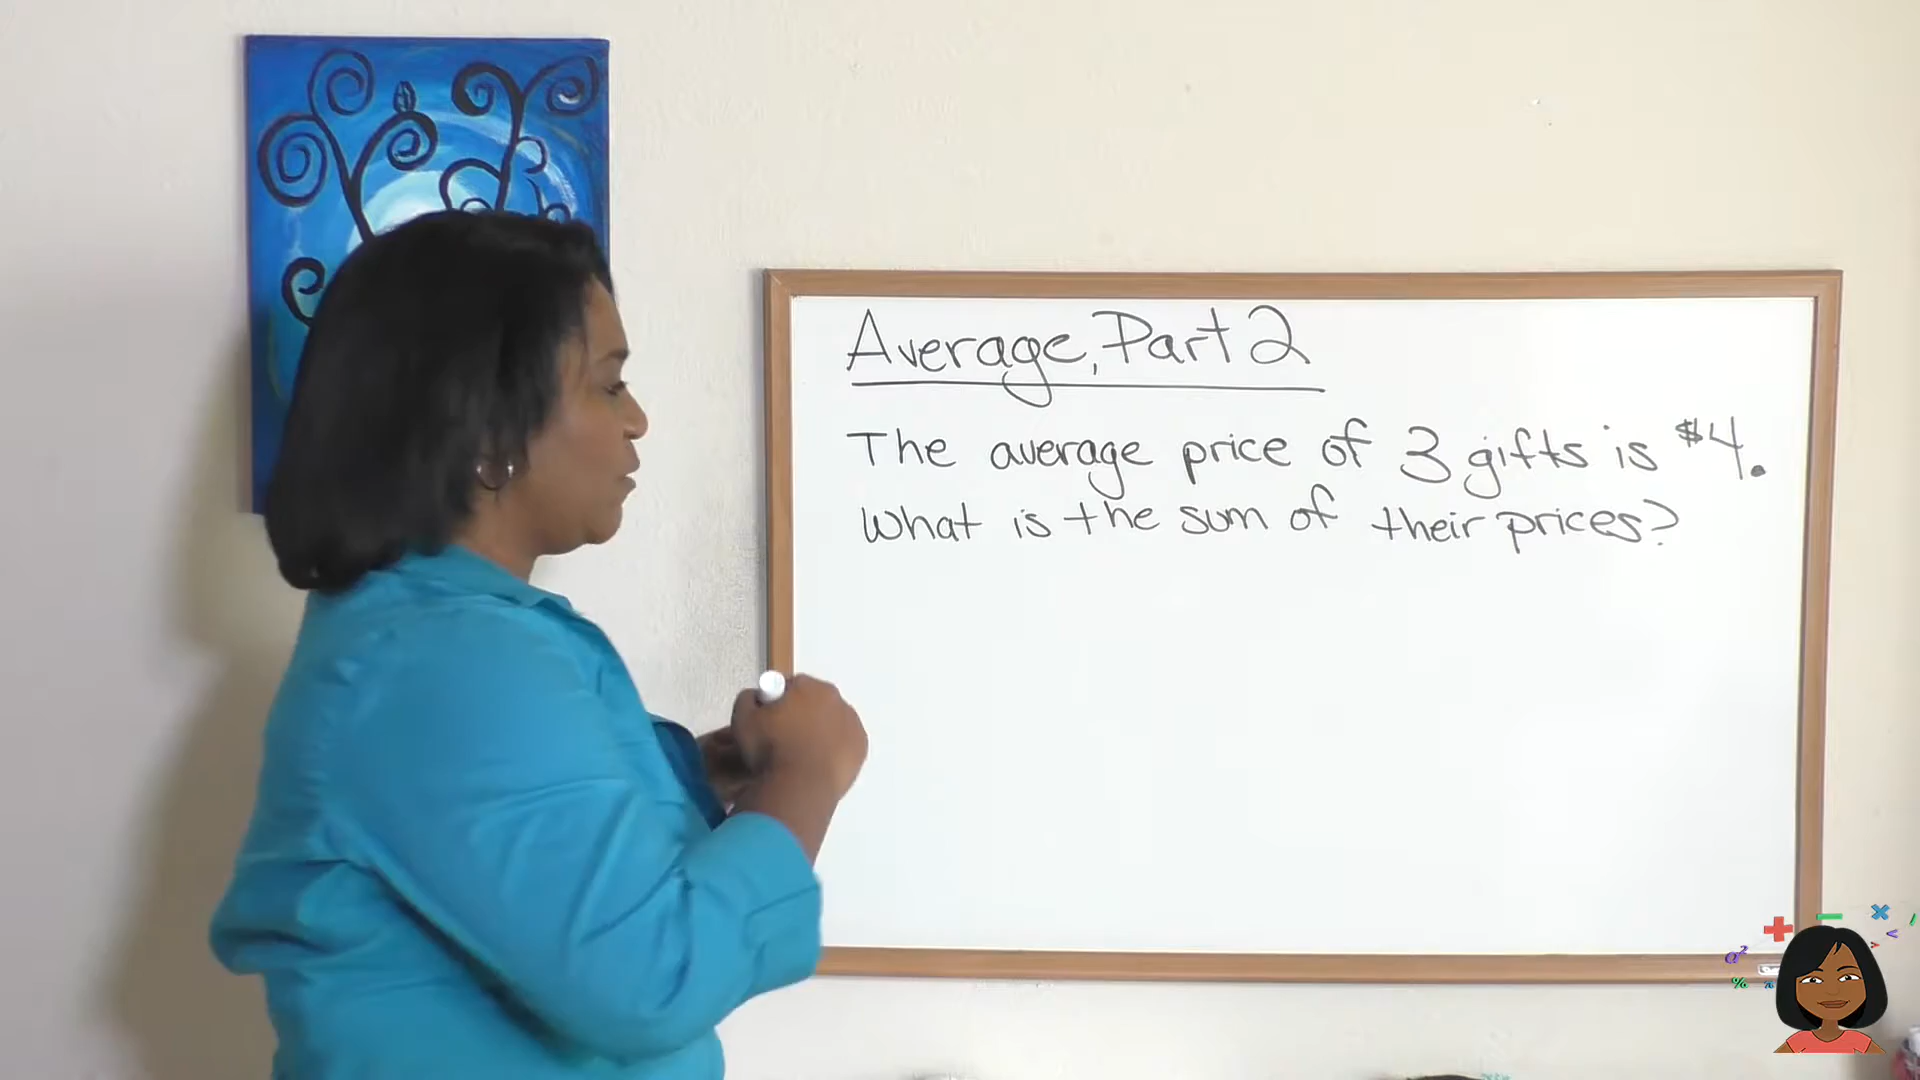 Average, Part 2
The average price of 3 gifts is $4.
What is the sum of their prices?